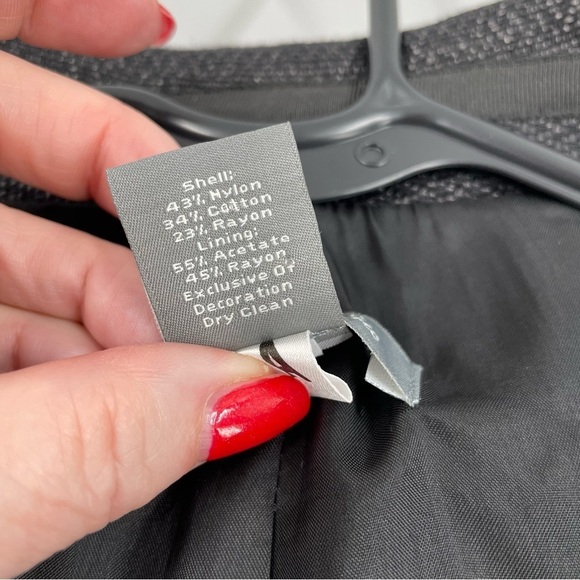 Shell:
43% Nylon
34% Cotton
23% Rayon
Lining:
55% Acetate
45% Rayon
Exclusive Of
Decoration
Dry Clean